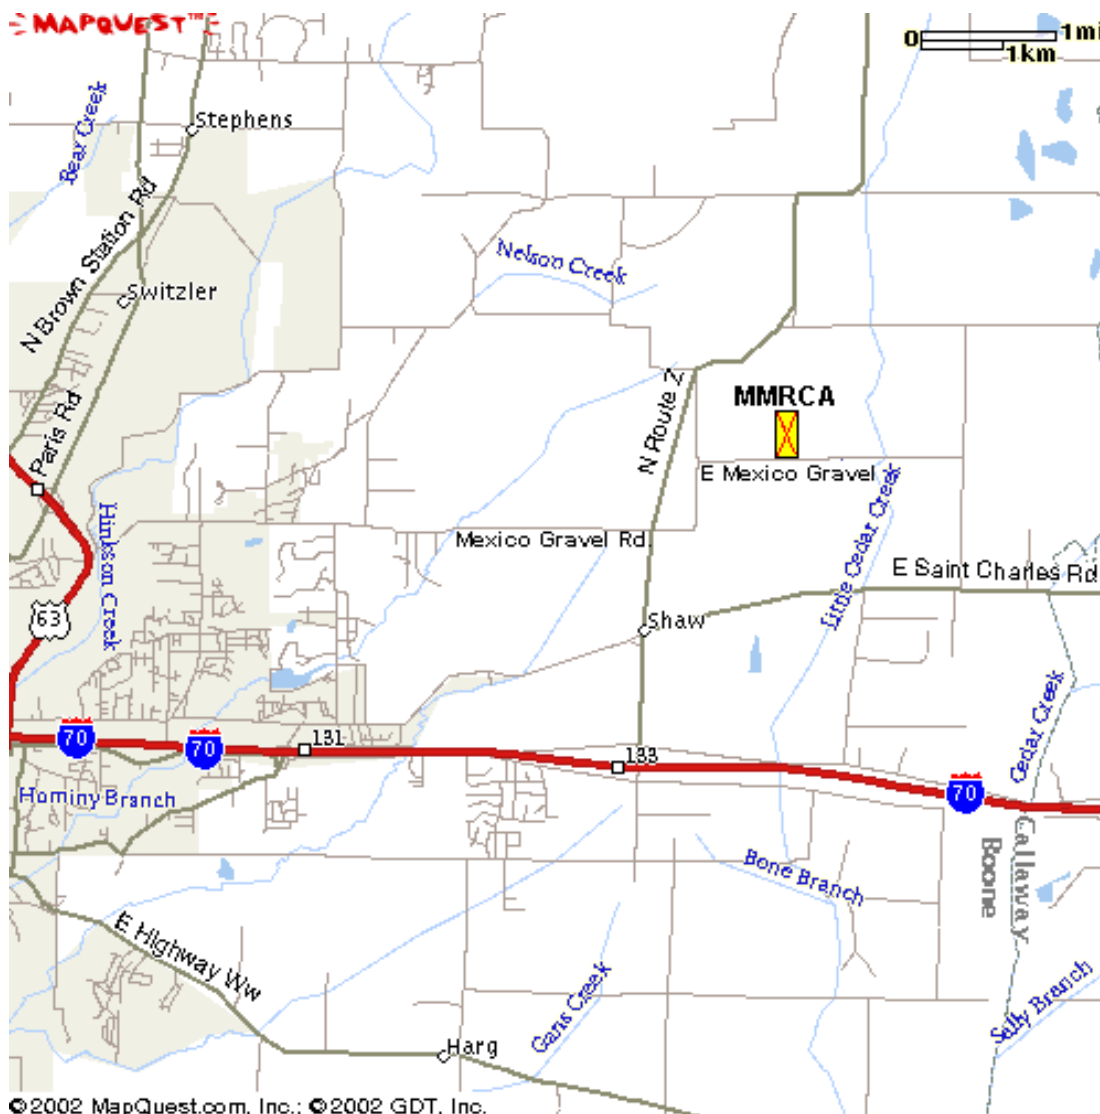 MAPQUEST™
0
1mi
1km
Bear Creek
Stephens
N Brown Station Rd
Nelson Creek
Switzler
Paris Rd
N Route Z
MMRCA
E Mexico Gravel
Hinkson Creek
Mexico Gravel Rd.
Little Cedar Creek
E Saint Charles Rd
63
Shaw
Cedar Creek
70
70
131
133
70
Hominy Branch
Bone Branch
Callaway
Boone
E Highway Ww
Gans Creek
Sally Branch
Harg
©2002 MapQuest.com, Inc.; ©2002 GDT, Inc.